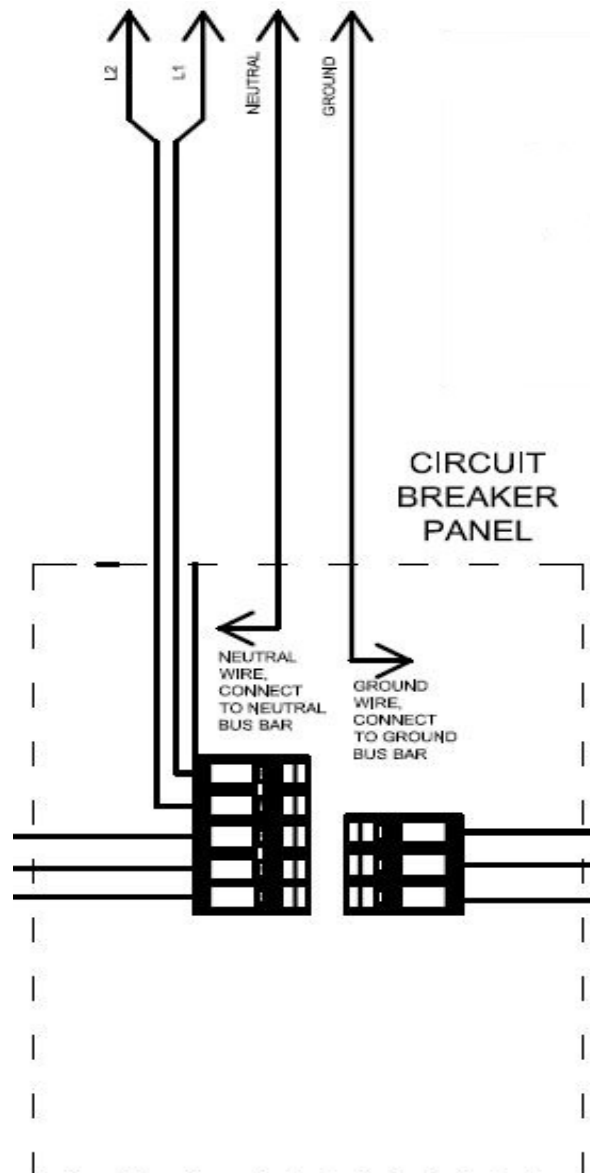 L2
L1
NEUTRAL
GROUND
CIRCUIT
BREAKER
PANEL
NEUTRAL
WIRE,
CONNECT
TO NEUTRAL
BUS BAR
GROUND
WIRE,
CONNECT
TO GROUND
BUS BAR